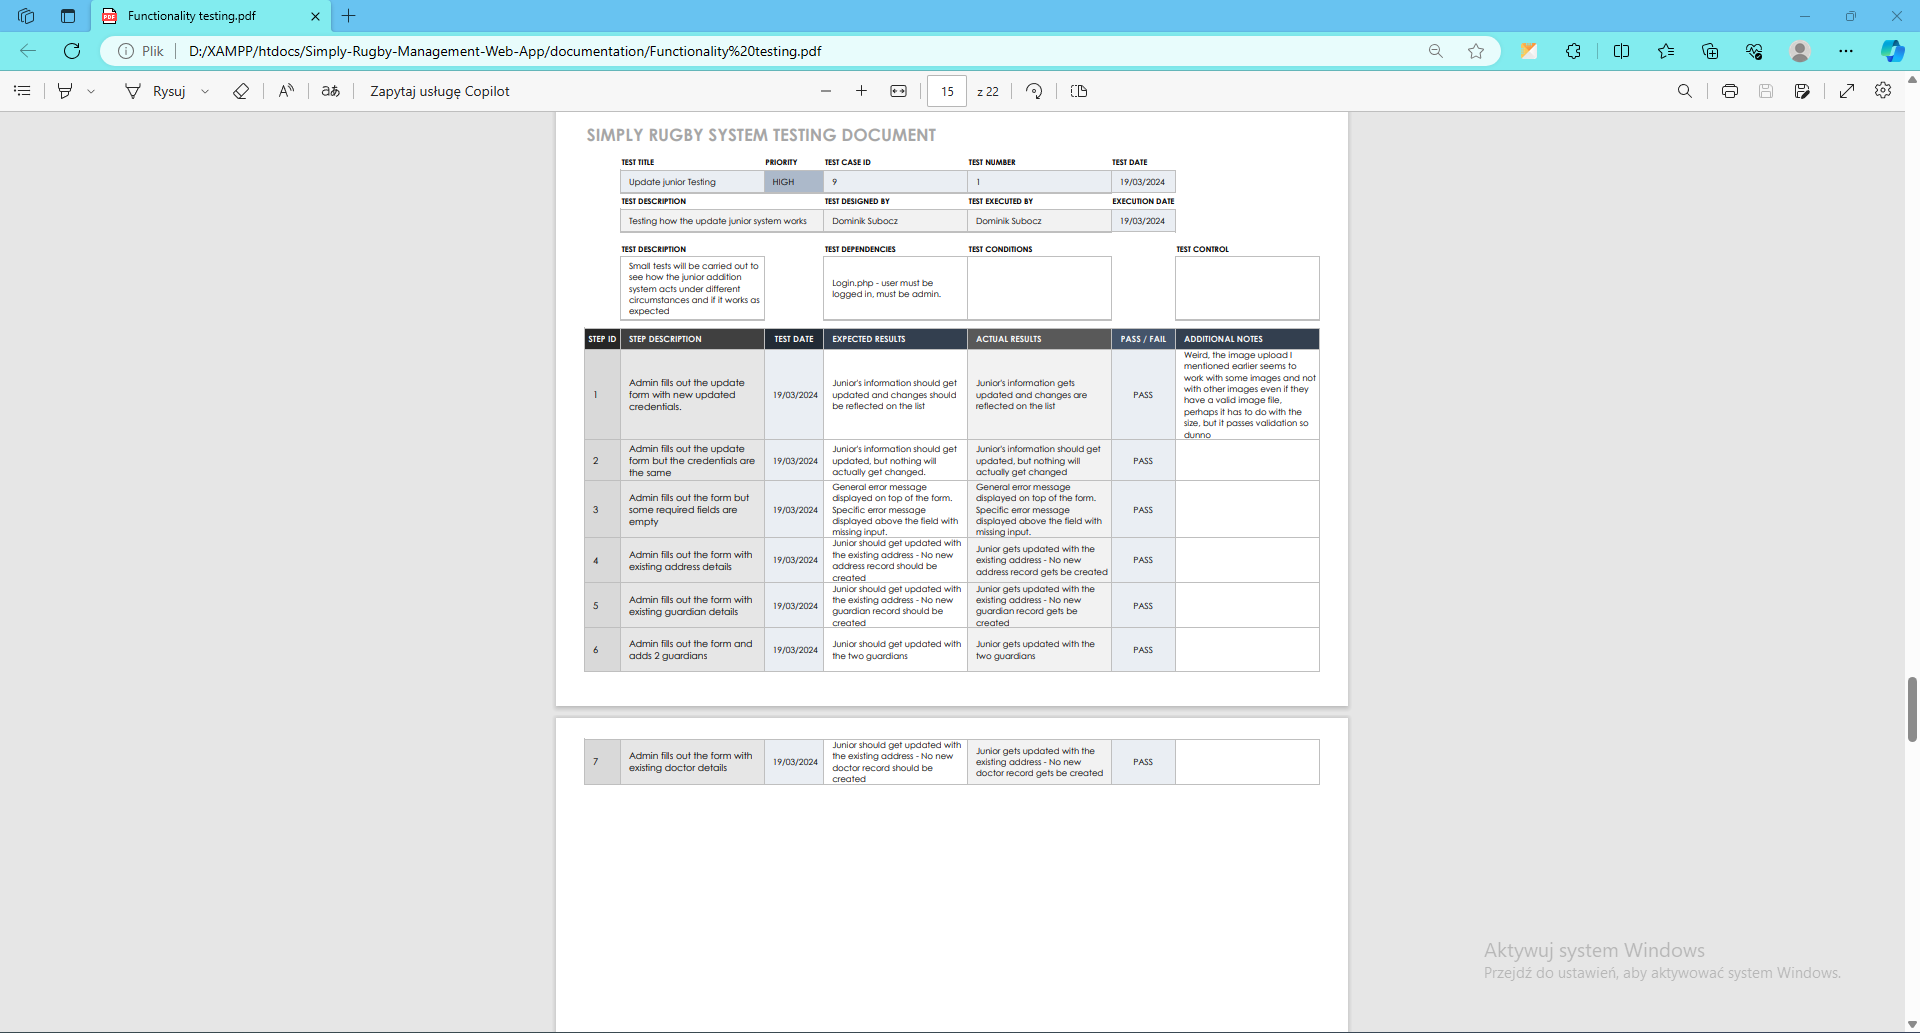 Functionality testing.pdf
Plik
D:/XAMPP/htdocs/Simply-Rugby-Management-Web-App/documentation/Functionality%20testing.pdf
Rysuj
Zapytaj usługę Copilot
15 z 22
SIMPLY RUGBY SYSTEM TESTING DOCUMENT
TEST TITLE PRIORITY TEST CASE ID TEST NUMBER TEST DATE
Update junior Testing HIGH 9 1 19/03/2024
TEST DESCRIPTION TEST DESIGNED BY TEST EXECUTED BY EXECUTION DATE
Testing how the update junior system works Dominik Subocz Dominik Subocz 19/03/2024
TEST DESCRIPTION TEST DEPENDENCIES TEST CONDITIONS TEST CONTROL
Small tests will be carried out to
see how the junior addition
system acts under different
circumstances and if it works as
expected
Login.php - user must be
logged in, must be admin.
STEP ID STEP DESCRIPTION TEST DATE EXPECTED RESULTS ACTUAL RESULTS PASS / FAIL ADDITIONAL NOTES
1
Admin fills out the update
form with new updated
credentials.
19/03/2024
Junior's information should get
updated and changes should
be reflected on the list
Junior's information gets
updated and changes are
reflected on the list
PASS
Weird, the image upload I
mentioned earlier seems to
work with some images and not
with other images even if they
have a valid image file,
perhaps it has to do with the
size, but it passes validation so
dunno
2
Admin fills out the update
form but the credentials are
the same
19/03/2024
Junior's information should get
updated, but nothing will
actually get changed.
Junior's information should get
updated, but nothing will
actually get changed
PASS
3
Admin fills out the form but
some required fields are
empty
19/03/2024
General error message
displayed on top of the form.
Specific error message
displayed above the field with
missing input.
General error message
displayed on top of the form.
Specific error message
displayed above the field with
missing input.
PASS
4
Admin fills out the form with
existing address details
19/03/2024
Junior should get updated with
the existing address - No new
address record should be
created
Junior gets updated with the
existing address - No new
address record gets be created
PASS
5
Admin fills out the form with
existing guardian details
19/03/2024
Junior should get updated with
the existing address - No new
guardian record should be
created
Junior gets updated with the
existing address - No new
guardian record gets be
created
PASS
6
Admin fills out the form and
adds 2 guardians
19/03/2024
Junior should get updated with
the two guardians
Junior gets updated with the
two guardians
PASS
7
Admin fills out the form with
existing doctor details
19/03/2024
Junior should get updated with
the existing address - No new
doctor record should be
created
Junior gets updated with the
existing address - No new
doctor record gets be created
PASS
Aktywuj system Windows
Przejdź do ustawień, aby aktywować system Windows.